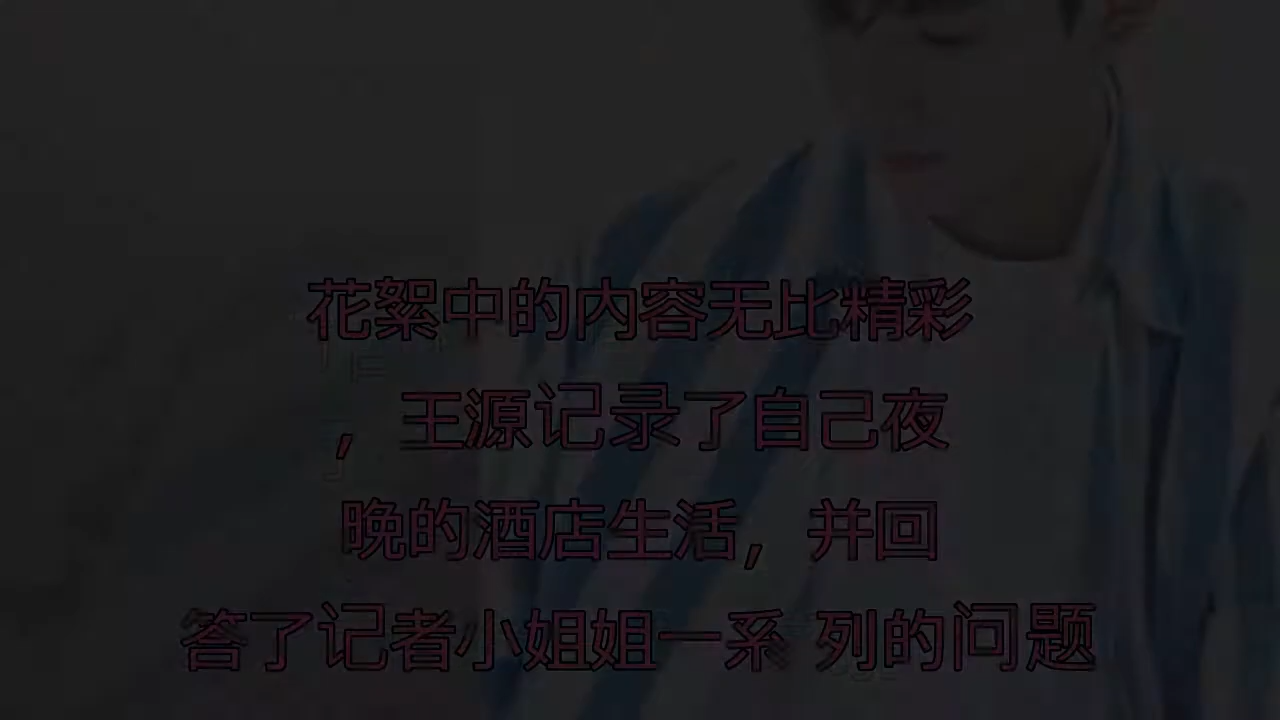 花絮中的内容无比精彩
，王源记录了自己夜
晚的酒店生活，并回
答了记者小姐姐一系 列的问题